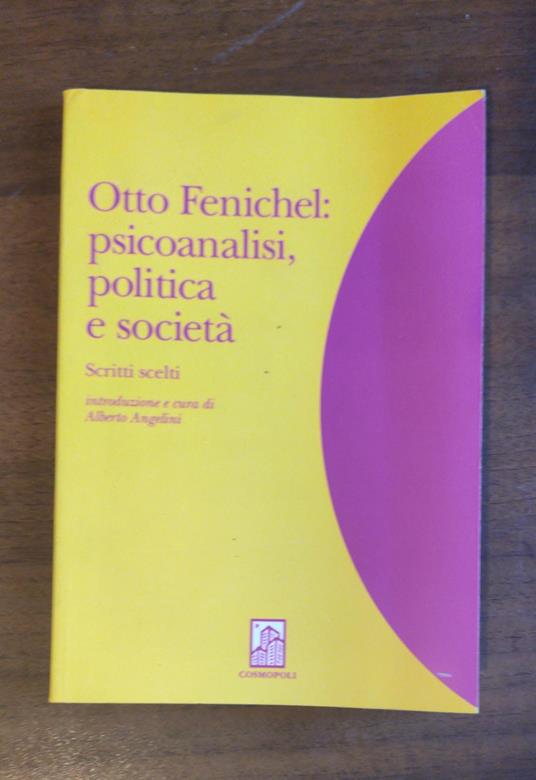 Otto Fenichel:
psicoanalisi,
politica
e società
Scritti scelti
introduzione e cura di
Alberto Angelini
COSMOPOLI